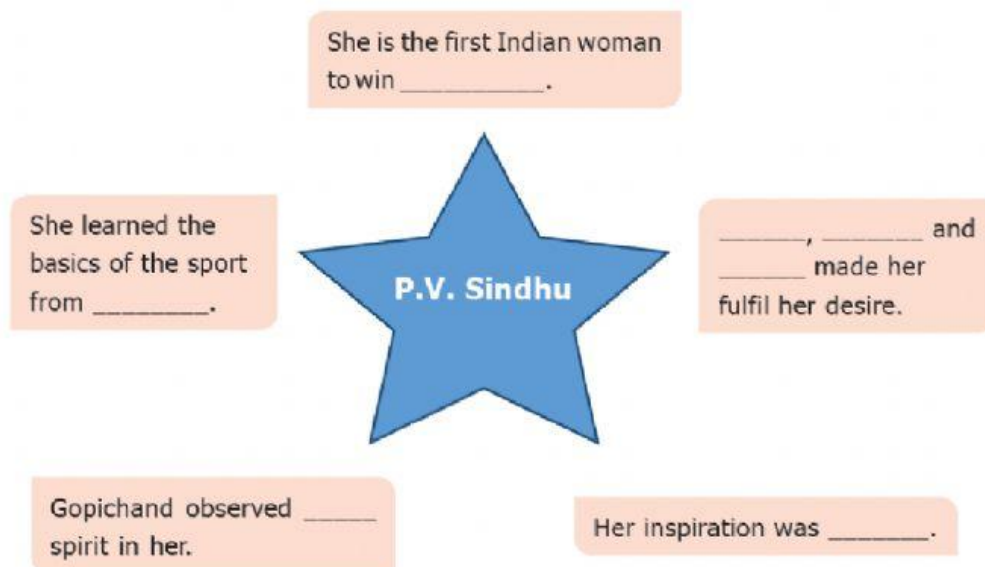 She is the first Indian woman
to win __________.
She learned the
basics of the sport
from ________.
P.V. Sindhu
______, _______ and
______ made her
fulfil her desire.
Gopichand observed _____
spirit in her.
Her inspiration was _______.